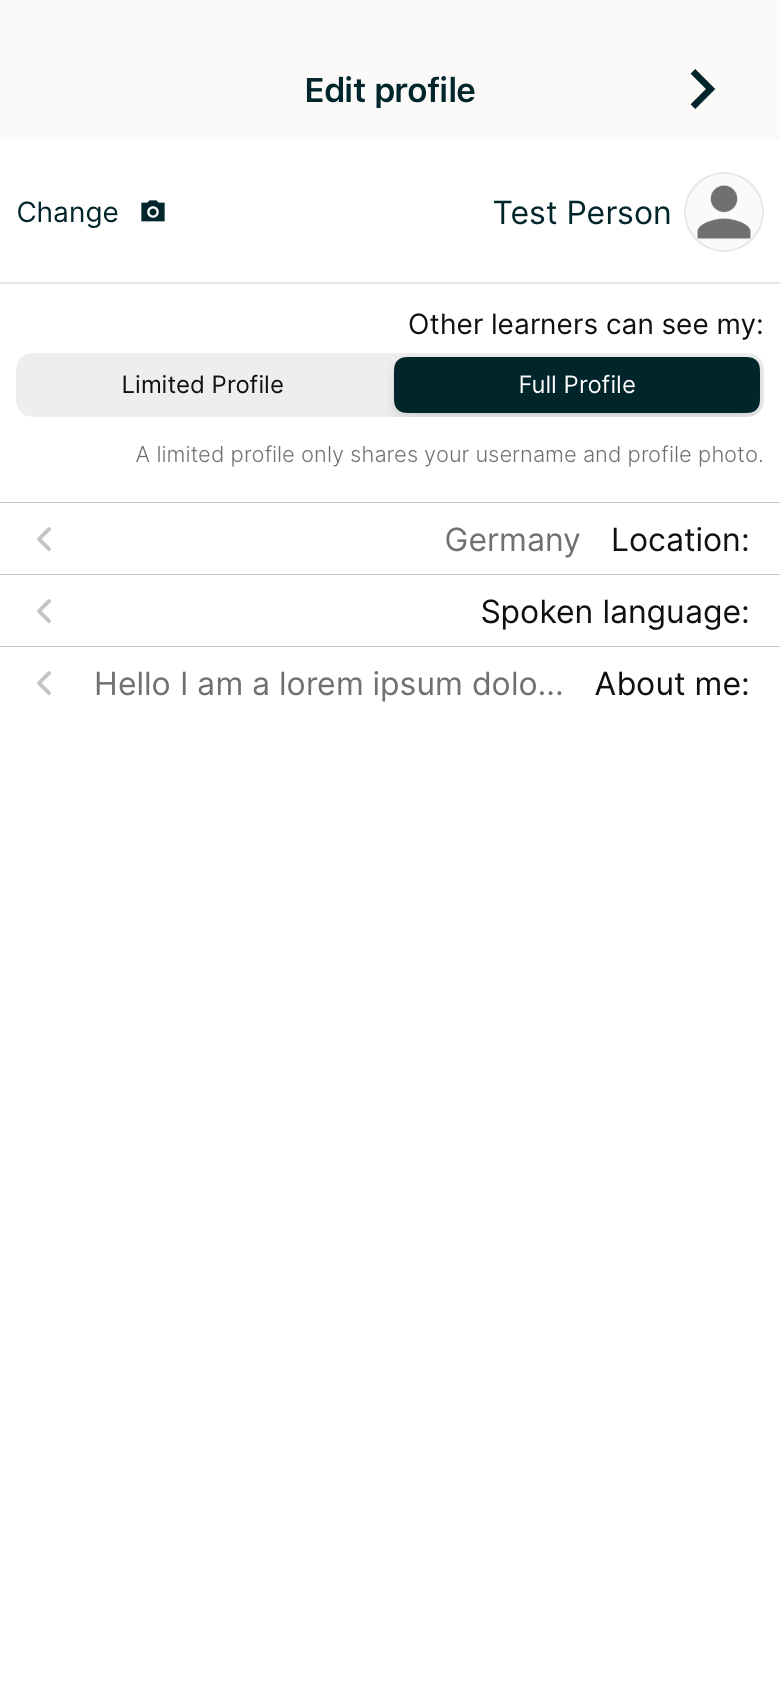 Edit profile
Test Person
Change
Other learners can see my:
Limited Profile
Full Profile
A limited profile only shares your username and profile photo.
Location: Germany
Spoken language:
About me: Hello I am a lorem ipsum dolo...